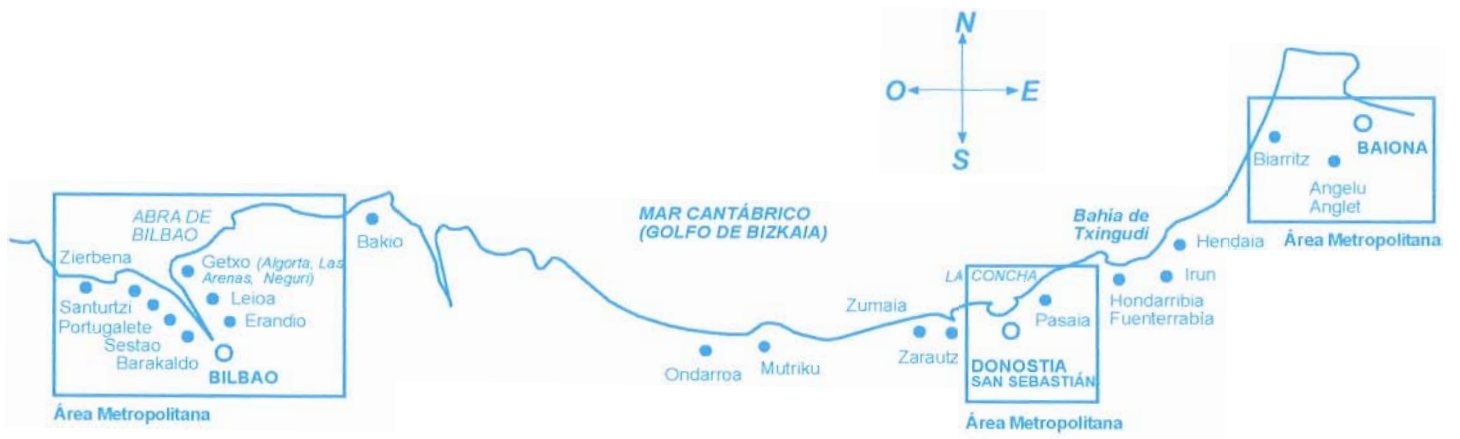 N
O
E
S
ABRA DE
BILBAO
Zierbena
Getxo (Algorta, Las
Arenas, Neguri)
Santurtzi
Leioa
Portugalete
Erandio
Sestao
Barakaldo
BILBAO
Área Metropolitana
Bakio
MAR CANTÁBRICO
(GOLFO DE BIZKAIA)
Ondarroa
Mutriku
Zumaia
Zarautz
LA CONCHA
Pasaia
DONOSTIA
SAN SEBASTIÁN
Área Metropolitana
Bahia de
Txingudi
Hendaia
Irun
Hondarribia
Fuenterrabía
Biarritz
BAIONA
Angelu
Anglet
Área Metropolitana